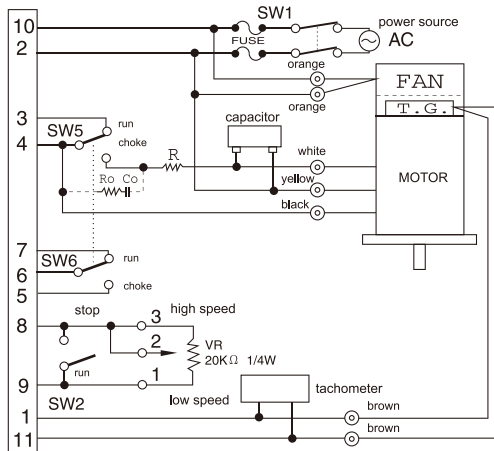 10
SW1
power source
AC
FUSE
2
orange
FAN
orange
T.G.
3
run
capacitor
SW5
4
choke
R
white
Ro Co
yellow
MOTOR
black
7
run
SW6
6
choke
5
8
stop
3
high speed
2
VR
20KΩ 1/4W
run
1
9
SW2
low speed
tachometer
1
brown
brown
11